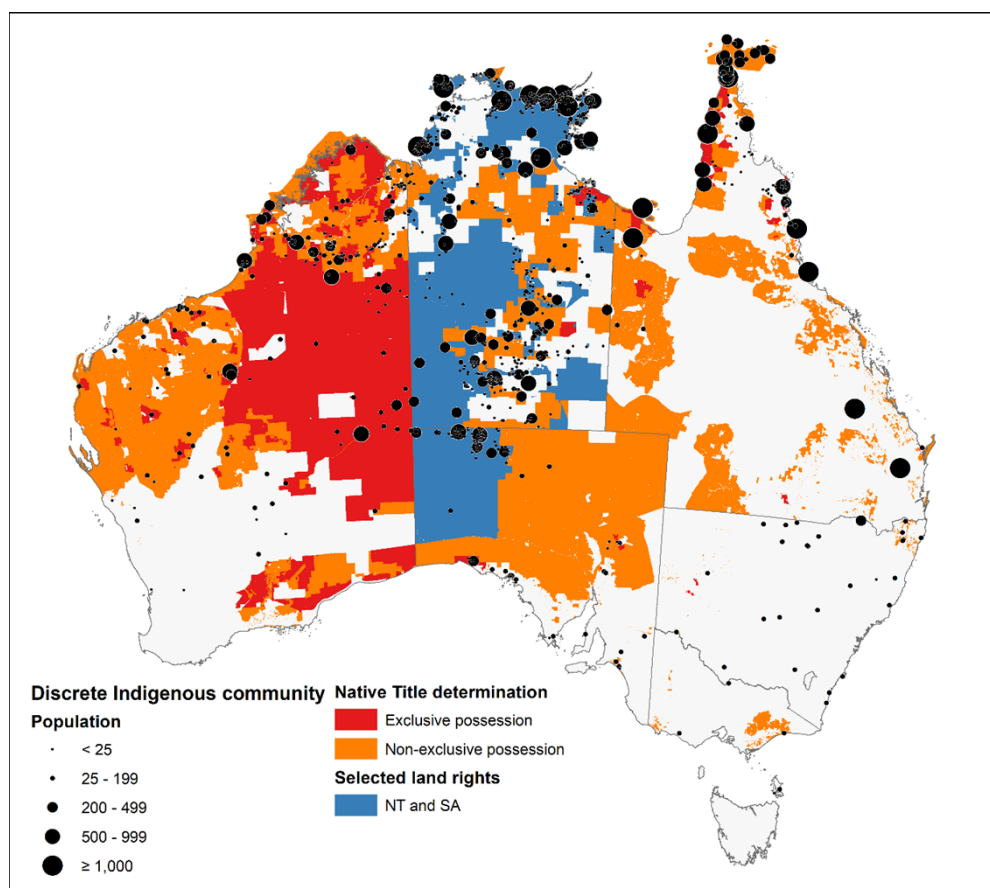 Discrete Indigenous community
Population
< 25
25 - 199
200 - 499
500 - 999
≥ 1,000
Native Title determination
Exclusive possession
Non-exclusive possession
Selected land rights
NT and SA